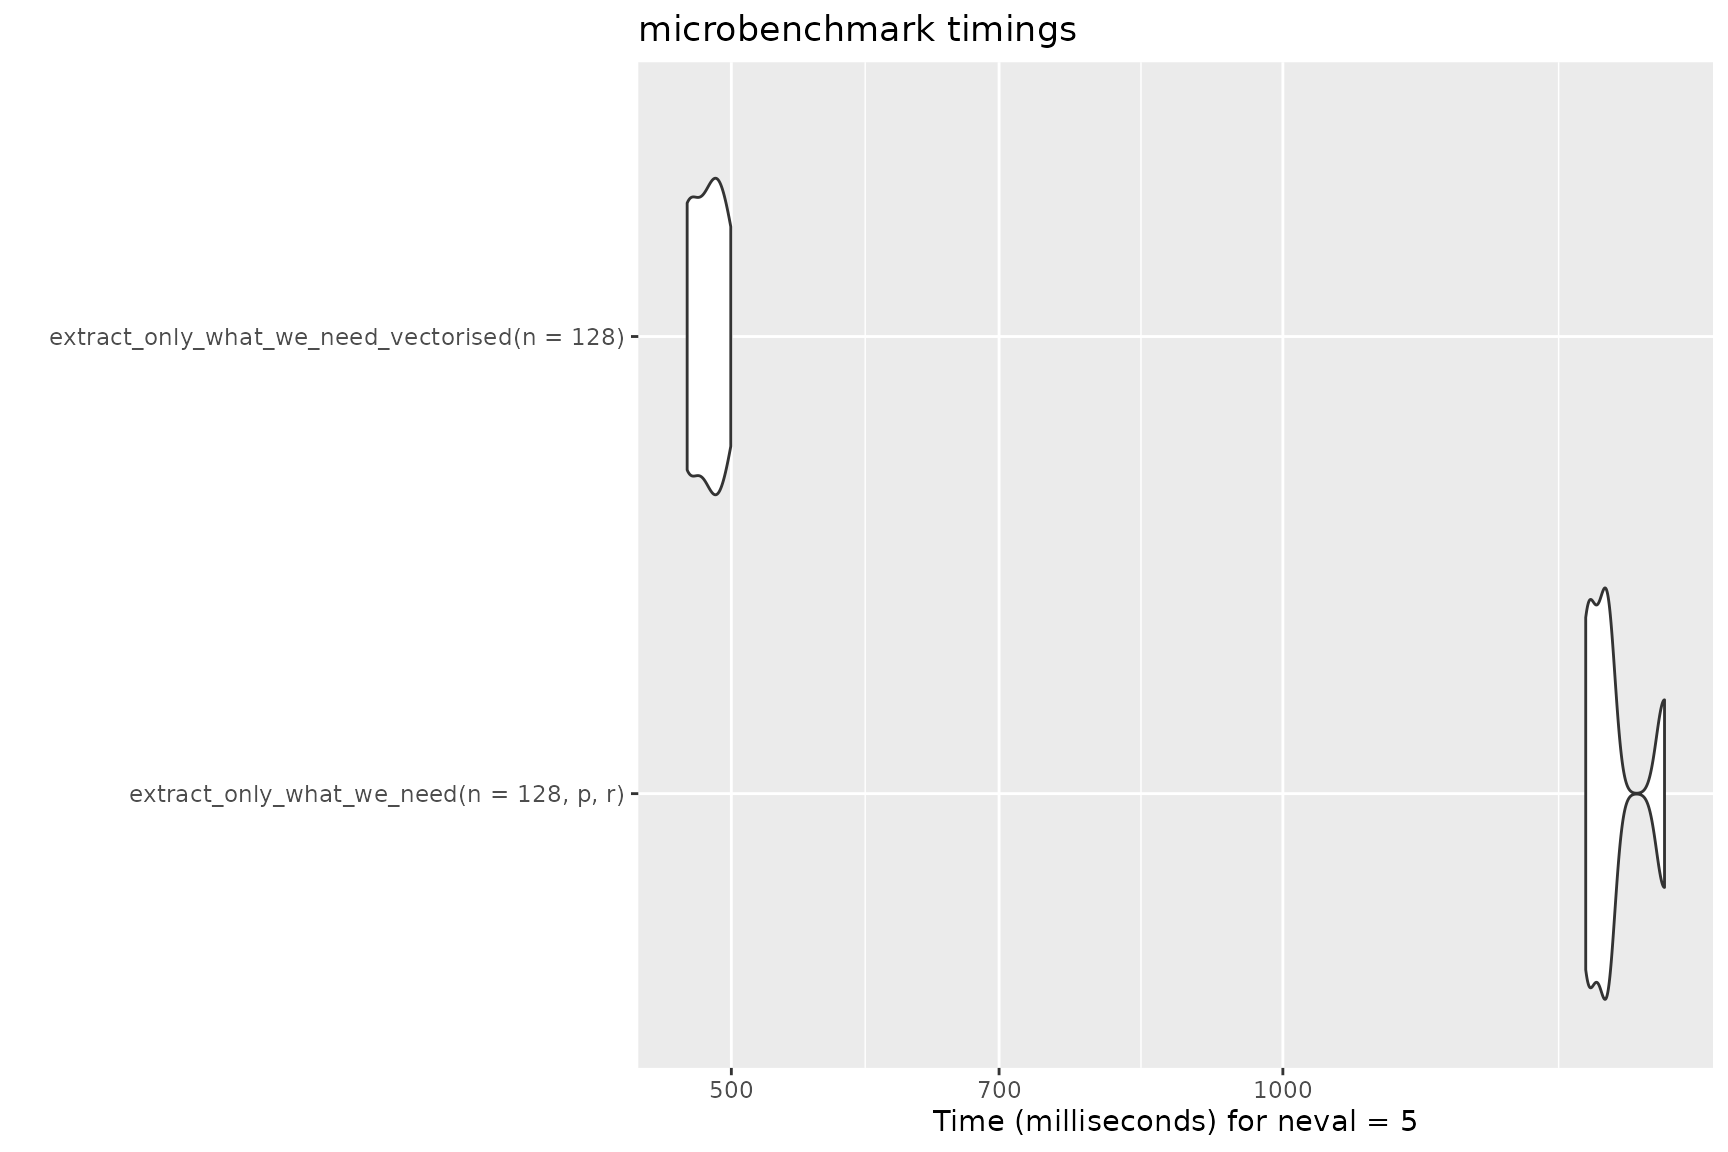 microbenchmark timings
extract_only_what_we_need_vectorised(n = 128)
extract_only_what_we_need(n = 128, p, r)
500
700
1000
Time (milliseconds) for neval = 5